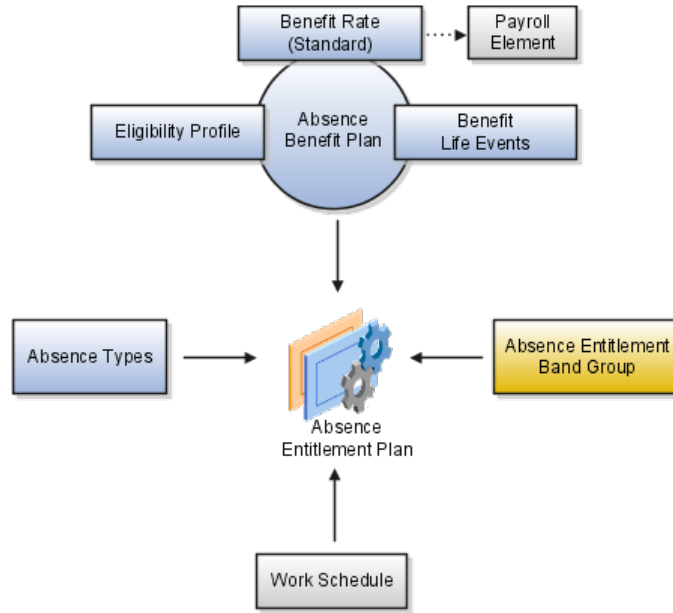 Benefit Rate
(Standard)
Payroll
Element
Eligibility Profile
Absence
Benefit Plan
Benefit
Life Events
Absence Types
Absence Entitlement
Band Group
Absence
Entitlement Plan
Work Schedule